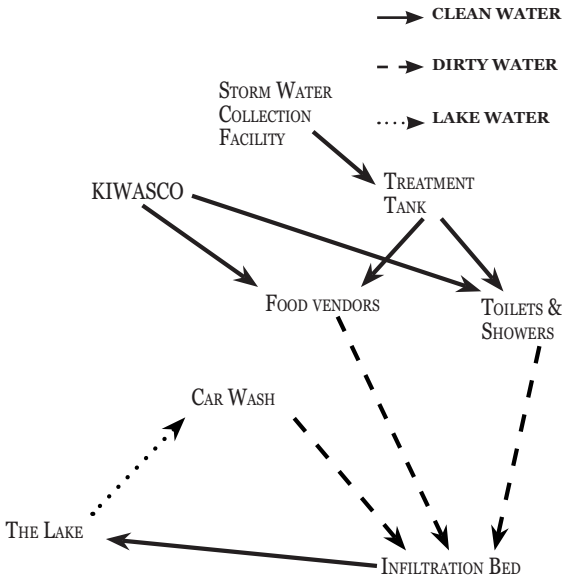 CLEAN WATER
DIRTY WATER
STORM WATER
COLLECTION
FACILITY
LAKE WATER
TREATMENT
TANK
KIWASCO
FOOD VENDORS
TOILETS &
SHOWERS
CAR WASH
THE LAKE
INFILTRATION BED